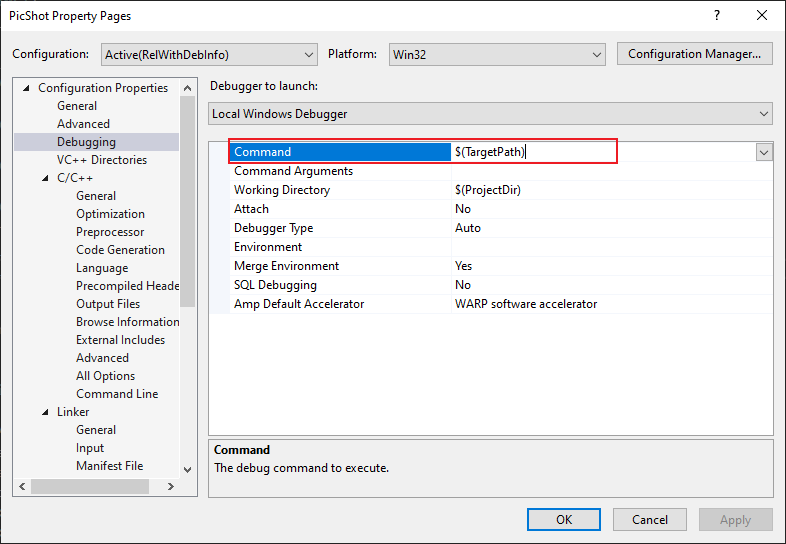 PicShot Property Pages
Configuration: Active(RelWithDebInfo) Platform: Win32 Configuration Manager...
Configuration Properties
General
Advanced
Debugging
VC++ Directories
C/C++
General
Optimization
Preprocessor
Code Generation
Language
Precompiled Heade
Output Files
Browse Information
External Includes
Advanced
All Options
Command Line
Linker
General
Input
Manifest File
Debugger to launch:
Local Windows Debugger
Command $(TargetPath)
Command Arguments
Working Directory $(ProjectDir)
Attach No
Debugger Type Auto
Environment
Merge Environment Yes
SQL Debugging No
Amp Default Accelerator WARP software accelerator
Command
The debug command to execute.
OK Cancel Apply